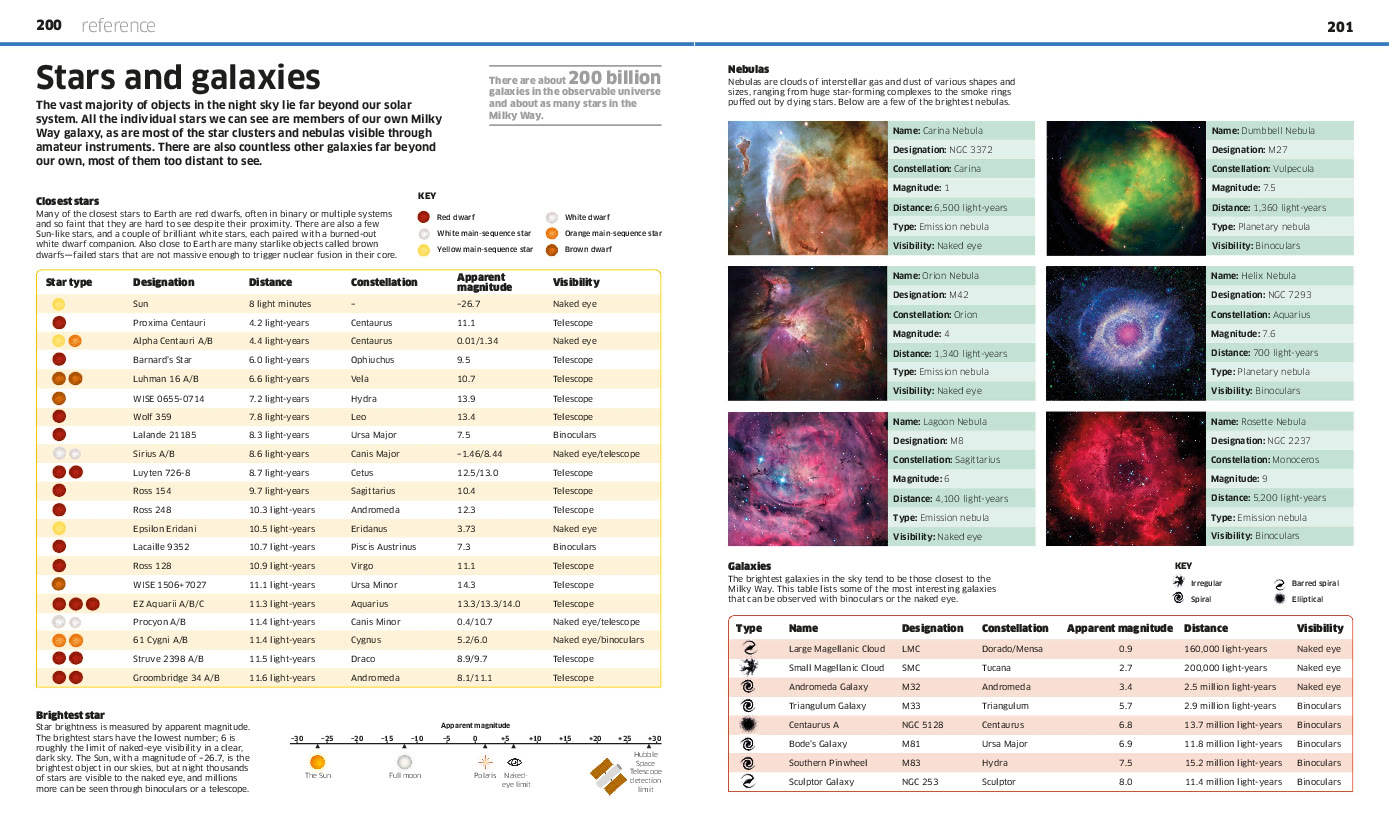 200 reference
201
Stars and galaxies
The vast majority of objects in the night sky lie far beyond our solar
system. All the individual stars we can see are members of our own Milky
Way galaxy, as are most of the star clusters and nebulas visible through
amateur instruments. There are also countless other galaxies far beyond
our own, most of them too distant to see.
There are about 200 billion
galaxies in the observable universe
and about as many stars in the
Milky Way.
Closest stars
Many of the closest stars to Earth are red dwarfs, often in binary or multiple systems
and so faint that they are hard to see despite their proximity. There are also a few
Sun-like stars, and a couple of brilliant white stars, each paired with a burned-out
white dwarf companion. Also close to Earth are many starlike objects called brown
dwarfs—failed stars that are not massive enough to trigger nuclear fusion in their core.
KEY
Red dwarf
White dwarf
White main-sequence star
Orange main-sequence star
Yellow main-sequence star
Brown dwarf
Star type Designation Distance Constellation Apparent magnitude Visibility
Sun 8 light minutes – –26.7 Naked eye
Proxima Centauri 4.2 light-years Centaurus 11.1 Telescope
Alpha Centauri A/B 4.4 light-years Centaurus 0.01/1.34 Naked eye
Barnard's Star 6.0 light-years Ophiuchus 9.5 Telescope
Luhman 16 A/B 6.6 light-years Vela 10.7 Telescope
WISE 0655-0714 7.2 light-years Hydra 13.9 Telescope
Wolf 359 7.8 light-years Leo 13.4 Telescope
Lalande 21185 8.3 light-years Ursa Major 7.5 Binoculars
Sirius A/B 8.6 light-years Canis Major –1.46/8.44 Naked eye/telescope
Luyten 726-8 8.7 light-years Cetus 12.5/13.0 Telescope
Ross 154 9.7 light-years Sagittarius 10.4 Telescope
Ross 248 10.3 light-years Andromeda 12.3 Telescope
Epsilon Eridani 10.5 light-years Eridanus 3.73 Naked eye
Lacaille 9352 10.7 light-years Piscis Austrinus 7.3 Binoculars
Ross 128 10.9 light-years Virgo 11.1 Telescope
WISE 1506+7027 11.1 light-years Ursa Minor 14.3 Telescope
EZ Aquarii A/B/C 11.3 light-years Aquarius 13.3/13.3/14.0 Telescope
Procyon A/B 11.4 light-years Canis Minor 0.4/10.7 Naked eye/telescope
61 Cygni A/B 11.4 light-years Cygnus 5.2/6.0 Naked eye/binoculars
Struve 2398 A/B 11.5 light-years Draco 8.9/9.7 Telescope
Groombridge 34 A/B 11.6 light-years Andromeda 8.1/11.1 Telescope
Brightest star
Star brightness is measured by apparent magnitude.
The brightest stars have the lowest number; 6 is
roughly the limit of naked-eye visibility in a clear,
dark sky. The Sun, with a magnitude of –26.7, is the
brightest object in our skies, but at night thousands
of stars are visible to the naked eye, and millions
more can be seen through binoculars or a telescope.
Apparent magnitude
–30 –25 –20 –15 –10 –5 0 +5 +10 +15 +20 +25 +30
The Sun
Full moon
Polaris
Naked-
eye limit
Hubble
Space
Telescope
detection
limit
Nebulas
Nebulas are clouds of interstellar gas and dust of various shapes and
sizes, ranging from huge star-forming complexes to the smoke rings
puffed out by dying stars. Below are a few of the brightest nebulas.
Name: Carina Nebula
Designation: NGC 3372
Constellation: Carina
Magnitude: 1
Distance: 6,500 light-years
Type: Emission nebula
Visibility: Naked eye
Name: Dumbbell Nebula
Designation: M27
Constellation: Vulpecula
Magnitude: 7.5
Distance: 1,360 light-years
Type: Planetary nebula
Visibility: Binoculars
Name: Orion Nebula
Designation: M42
Constellation: Orion
Magnitude: 4
Distance: 1,340 light-years
Type: Emission nebula
Visibility: Naked eye
Name: Helix Nebula
Designation: NGC 7293
Constellation: Aquarius
Magnitude: 7.6
Distance: 700 light-years
Type: Planetary nebula
Visibility: Binoculars
Name: Lagoon Nebula
Designation: M8
Constellation: Sagittarius
Magnitude: 6
Distance: 4,100 light-years
Type: Emission nebula
Visibility: Naked eye
Name: Rosette Nebula
Designation: NGC 2237
Constellation: Monoceros
Magnitude: 9
Distance: 5,200 light-years
Type: Emission nebula
Visibility: Binoculars
Galaxies
The brightest galaxies in the sky tend to be those closest to the
Milky Way. This table lists some of the most interesting galaxies
that can be observed with binoculars or the naked eye.
KEY
Irregular
Barred spiral
Spiral
Elliptical
Type Name Designation Constellation Apparent magnitude Distance Visibility
Large Magellanic Cloud LMC Dorado/Mensa 0.9 160,000 light-years Naked eye
Small Magellanic Cloud SMC Tucana 2.7 200,000 light-years Naked eye
Andromeda Galaxy M32 Andromeda 3.4 2.5 million light-years Naked eye
Triangulum Galaxy M33 Triangulum 5.7 2.9 million light-years Binoculars
Centaurus A NGC 5128 Centaurus 6.8 13.7 million light-years Binoculars
Bode's Galaxy M81 Ursa Major 6.9 11.8 million light-years Binoculars
Southern Pinwheel M83 Hydra 7.5 15.2 million light-years Binoculars
Sculptor Galaxy NGC 253 Sculptor 8.0 11.4 million light-years Binoculars